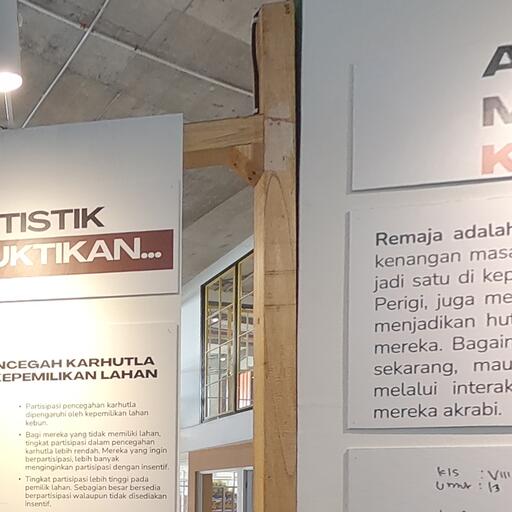 TISTIK
UKTIKAN...
NCEGAH KARHUTLA
KEPEMILIKAN LAHAN
• Partisipasi pencegahan karhutla
dipengaruhi oleh kepemilikan lahan
kebun.
• Bagi mereka yang tidak memiliki lahan,
tingkat partisipasi dalam pencegahan
karhutla lebih rendah. Mereka yang ingin
berpartisipasi, lebih banyak
menginginkan partisipasi dengan insentif.
• Tingkat partisipasi lebih tinggi pada
pemilik lahan. Sebagian besar bersedia
berpartisipasi walaupun tidak disediakan
insentif.
A
M
K
Remaja adalah
kenangan masa
jadi satu di kep
Perigi, juga me
menjadikan hut
mereka. Bagain
sekarang, mau
melalui interak
mereka akrabi.
Kls : VIII
Umur : 13